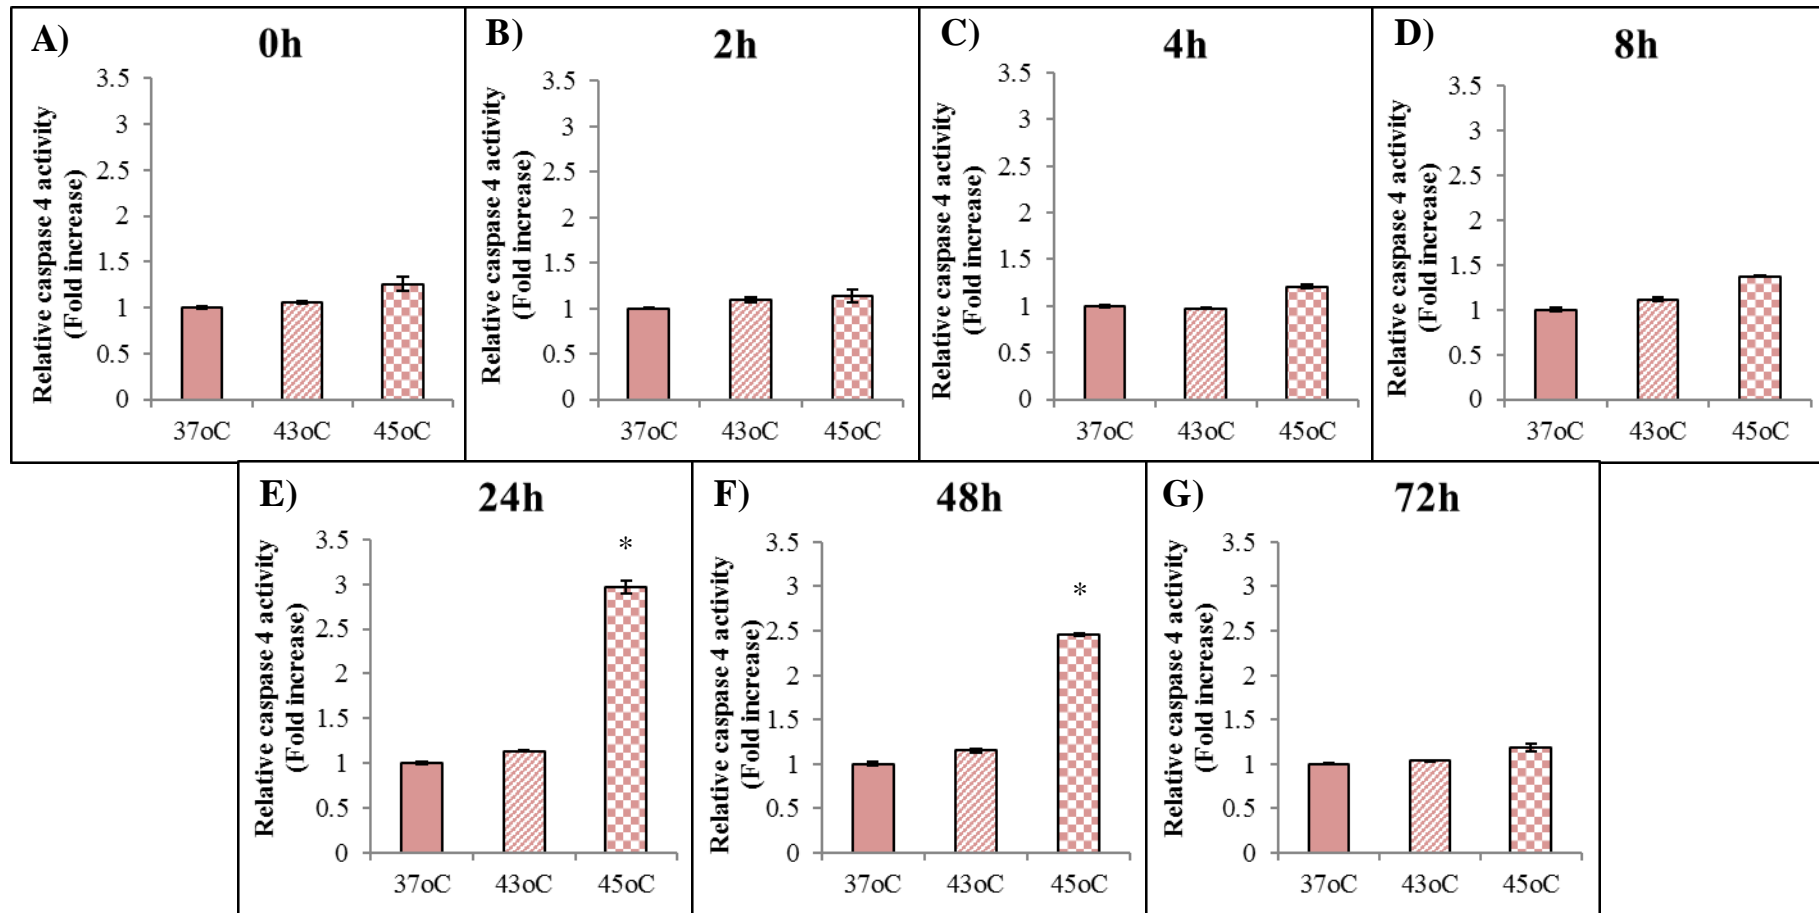 A)
0h
Relative caspase 4 activity
(Fold increase)
3.5
3
2.5
2
1.5
1
0.5
0
37oC 43oC 45oC
B)
2h
Relative caspase 4 activity
(Fold increase)
3.5
3
2.5
2
1.5
1
0.5
0
37oC 43oC 45oC
C)
4h
Relative caspase 4 activity
(Fold increase)
3.5
3
2.5
2
1.5
1
0.5
0
37oC 43oC 45oC
D)
8h
Relative caspase 4 activity
(Fold increase)
3.5
3
2.5
2
1.5
1
0.5
0
37oC 43oC 45oC
E)
24h
Relative caspase 4 activity
(Fold increase)
3.5
3
2.5
2
1.5
1
0.5
0
*
37oC 43oC 45oC
F)
48h
Relative caspase 4 activity
(Fold increase)
3.5
3
2.5
2
1.5
1
0.5
0
*
37oC 43oC 45oC
G)
72h
Relative caspase 4 activity
(Fold increase)
3.5
3
2.5
2
1.5
1
0.5
0
37oC 43oC 45oC